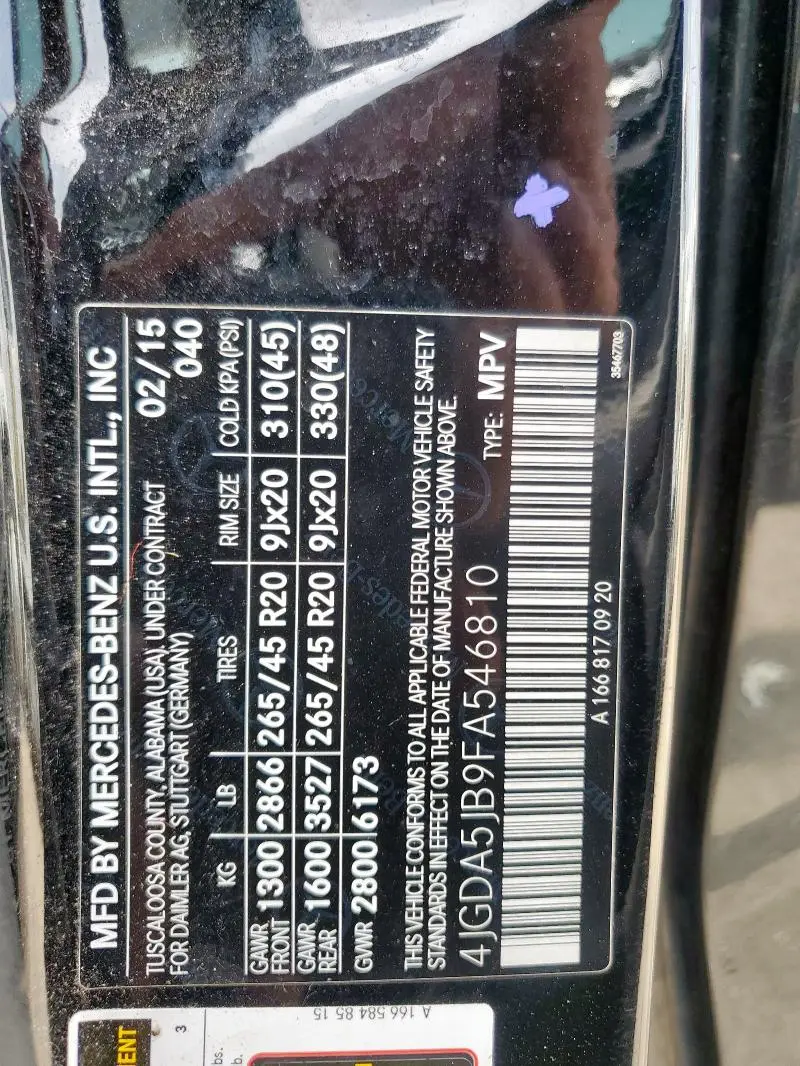 MFD BY MERCEDES-BENZ U.S. INTL., INC
TUSCALOOSA COUNTY, ALABAMA (USA), UNDER CONTRACT 02/15
FOR DAIMLER AG, STUTTGART (GERMANY) 040
KG LB TIRES RIM SIZE COLD KPA (PSI)
GAWR FRONT 1300 2866 265/45 R20 9Jx20 310(45)
GAWR REAR 1600 3527 265/45 R20 9Jx20 330(48)
GVWR 2800 6173
THIS VEHICLE CONFORMS TO ALL APPLICABLE FEDERAL MOTOR VEHICLE SAFETY
STANDARDS IN EFFECT ON THE DATE OF MANUFACTURE SHOWN ABOVE.
4JGDA5JB9FA546810 TYPE: MPV
A 166 817 09 20
35467703
A 166 584 85 15
3
bs.
b.